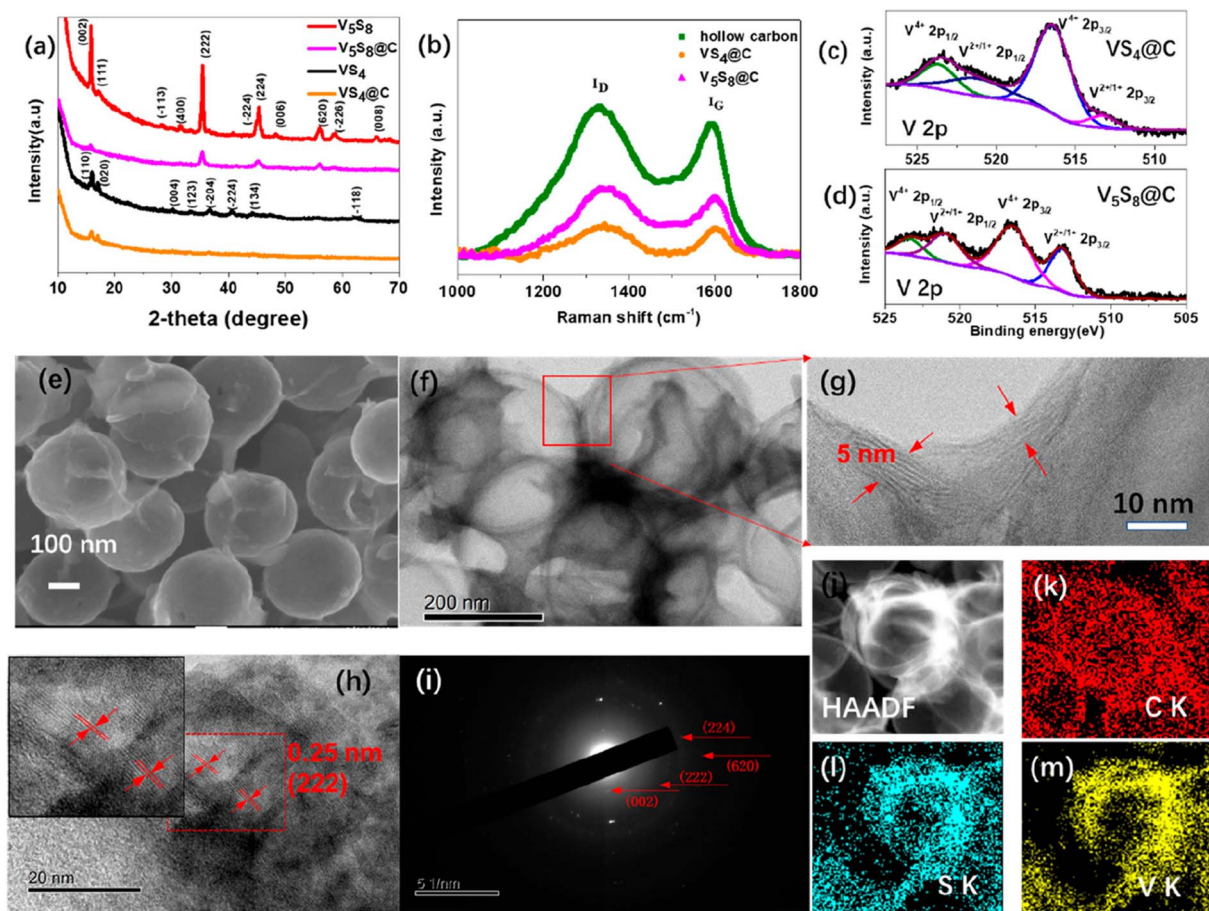 (a)
V₅S₈
V₅S₈@C
VS₄
VS₄@C
(002)
(111)
(-113)
(400)
(222)
(-224)
(224)
(006)
(620)
(-226)
(008)
(110)
(020)
(004)
(123)
(-204)
(-224)
(134)
(-118)
Intensity(a.u)
10 20 30 40 50 60 70
2-theta (degree)
(b)
hollow carbon
VS₄@C
V₅S₈@C
I_D
I_G
Intensity (a.u.)
1000 1200 1400 1600 1800
Raman shift (cm⁻¹)
(c)
V⁴⁺ 2p₃/₂
V⁴⁺ 2p₁/₂
V²⁺/¹⁺ 2p₁/₂
VS₄@C
V²⁺/¹⁺ 2p₃/₂
V 2p
Intensity (a.u.)
525 520 515 510
(d)
V₅S₈@C
V⁴⁺ 2p₁/₂
V²⁺/¹⁺ 2p₁/₂
V⁴⁺ 2p₃/₂
V²⁺/¹⁺ 2p₃/₂
V 2p
Intensity (a.u.)
525 520 515 510 505
Binding energy(eV)
(e)
100 nm
(f)
200 nm
(g)
5 nm
10 nm
(h)
0.25 nm
(222)
20 nm
(i)
(224)
(620)
(222)
(002)
5 1/nm
(j)
HAADF
(k)
C K
(l)
S K
(m)
V K